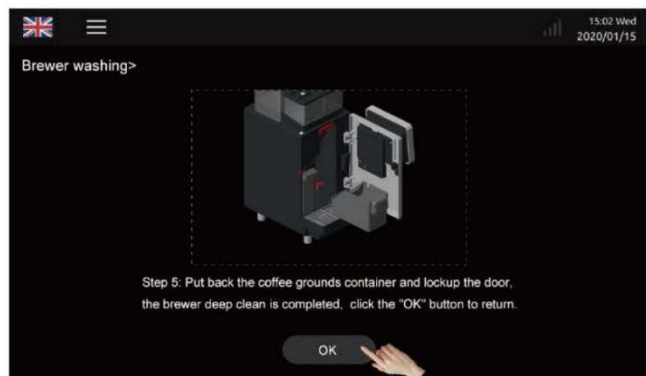 15:02 Wed
2020/01/15
Brewer washing>
Step 5: Put back the coffee grounds container and lockup the door,
the brewer deep clean is completed, click the "OK" button to return.
OK